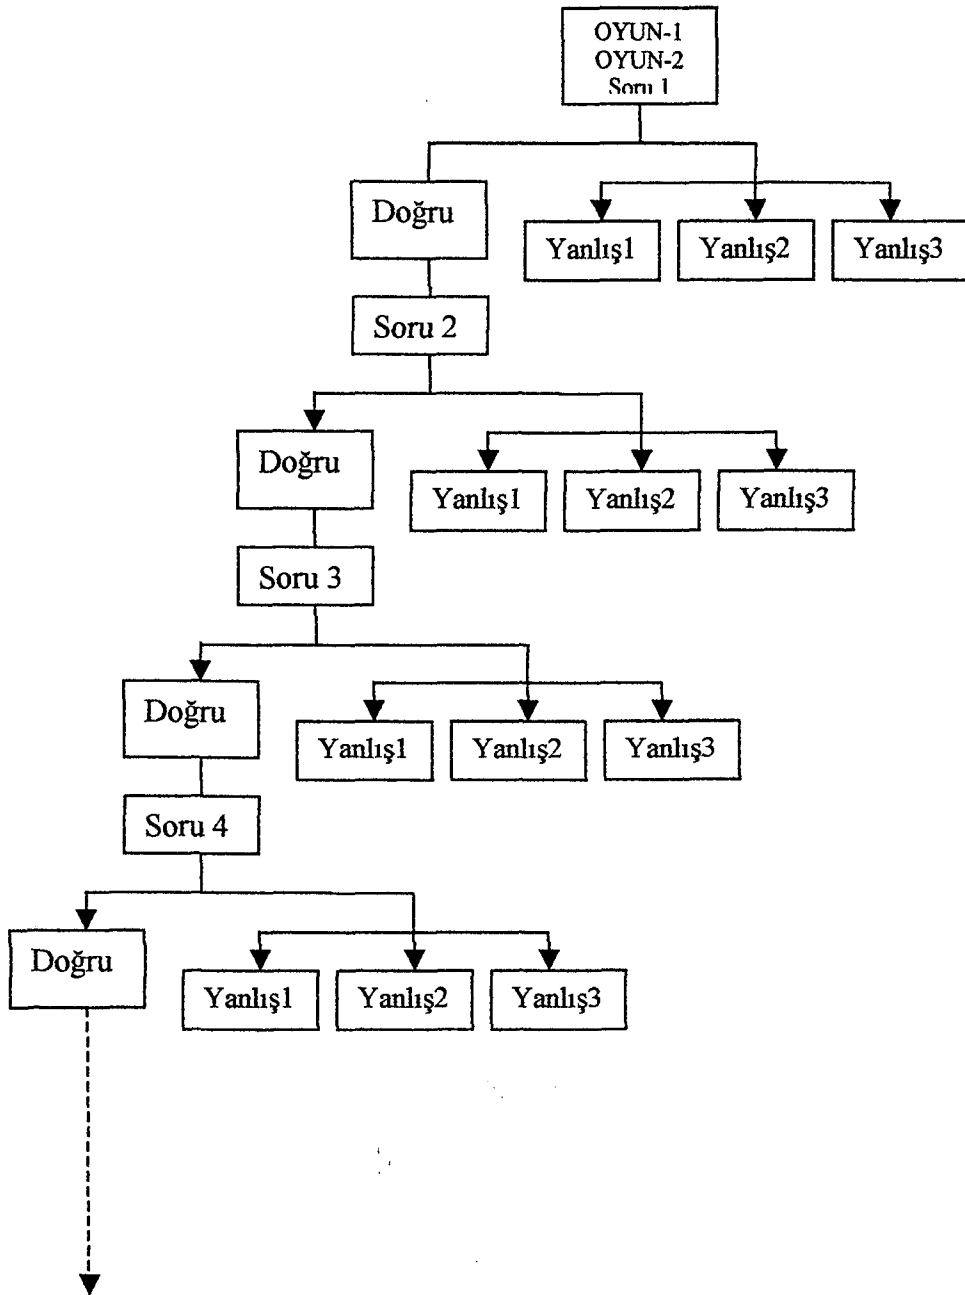 OYUN-1
OYUN-2
Soru 1
Doğru
Yanlış1
Yanlış2
Yanlış3
Soru 2
Doğru
Yanlış1
Yanlış2
Yanlış3
Soru 3
Doğru
Yanlış1
Yanlış2
Yanlış3
Soru 4
Doğru
Yanlış1
Yanlış2
Yanlış3